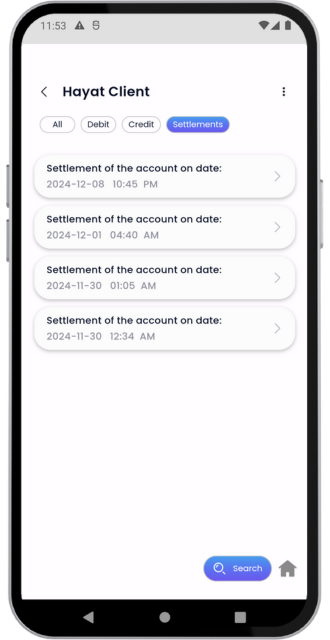 11:53
Hayat Client
All Debit Credit Settlements
Settlement of the account on date:
2024-12-08 10:45 PM
Settlement of the account on date:
2024-12-01 04:40 AM
Settlement of the account on date:
2024-11-30 01:05 AM
Settlement of the account on date:
2024-11-30 12:34 AM
Search